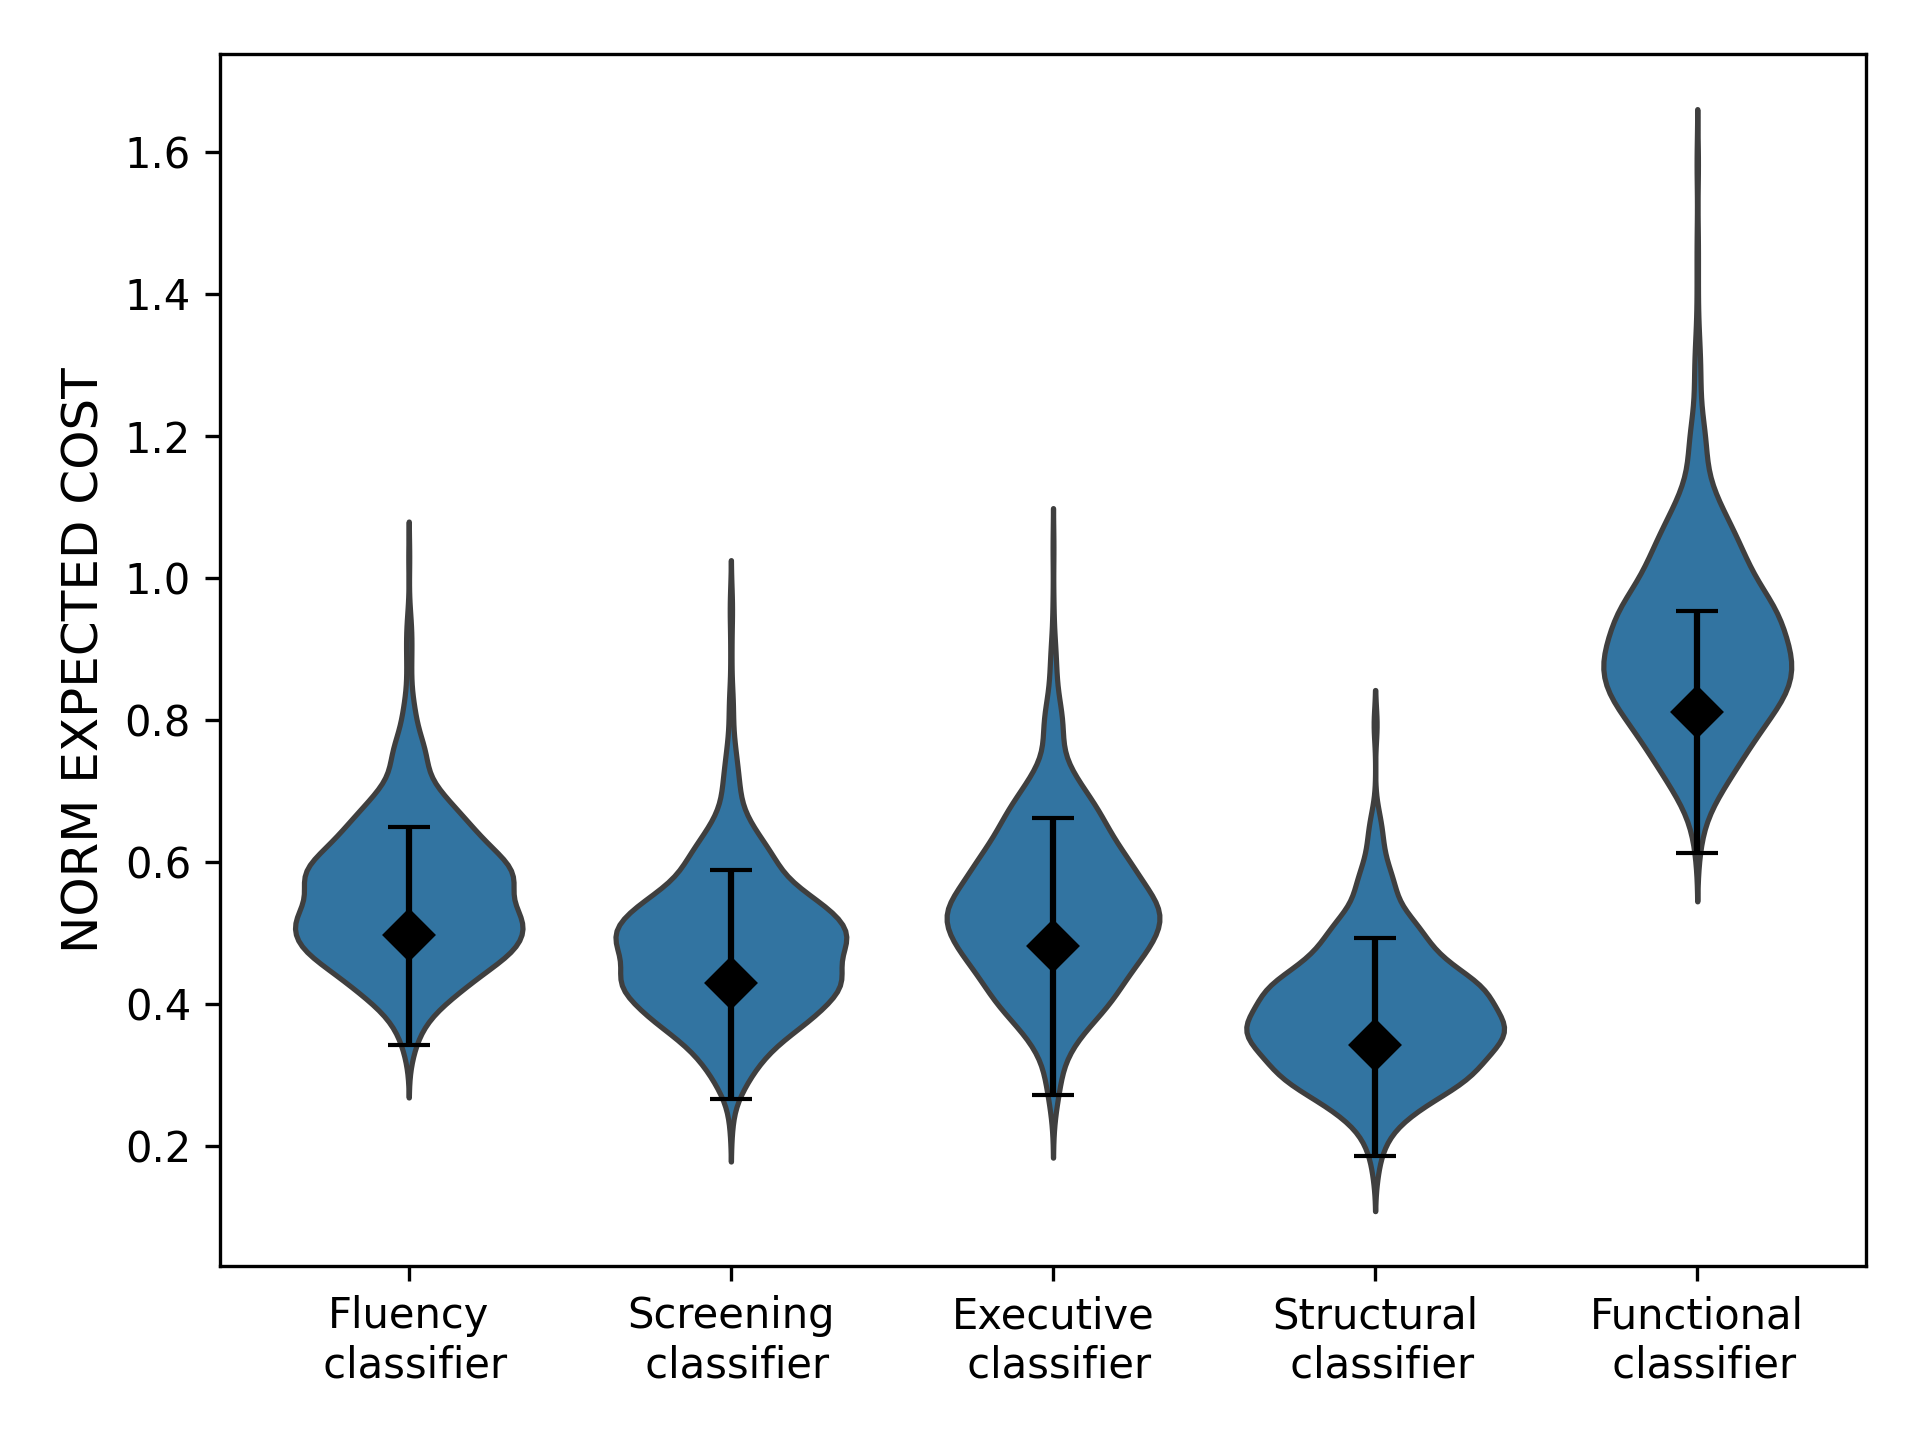 NORM EXPECTED COST
1.6
1.4
1.2
1.0
0.8
0.6
0.4
0.2
Fluency classifier
Screening classifier
Executive classifier
Structural classifier
Functional classifier